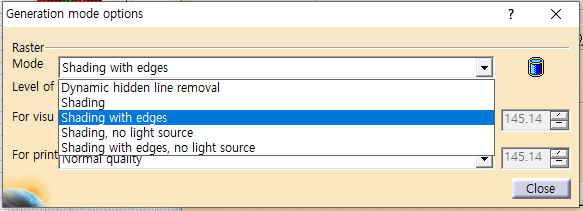 Generation mode options
Raster
Mode
Shading with edges
Level of
Dynamic hidden line removal
Shading
Shading with edges
For visu
145.14
Shading, no light source
Shading with edges, no light source
For print
Normal quality
145.14
Close